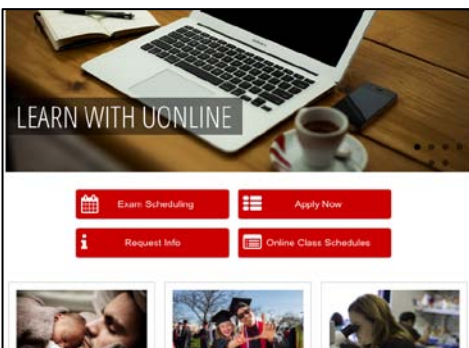 LEARN WITH UONLINE
Exam Scheduling
Apply Now
Request Info
Online Class Schedules